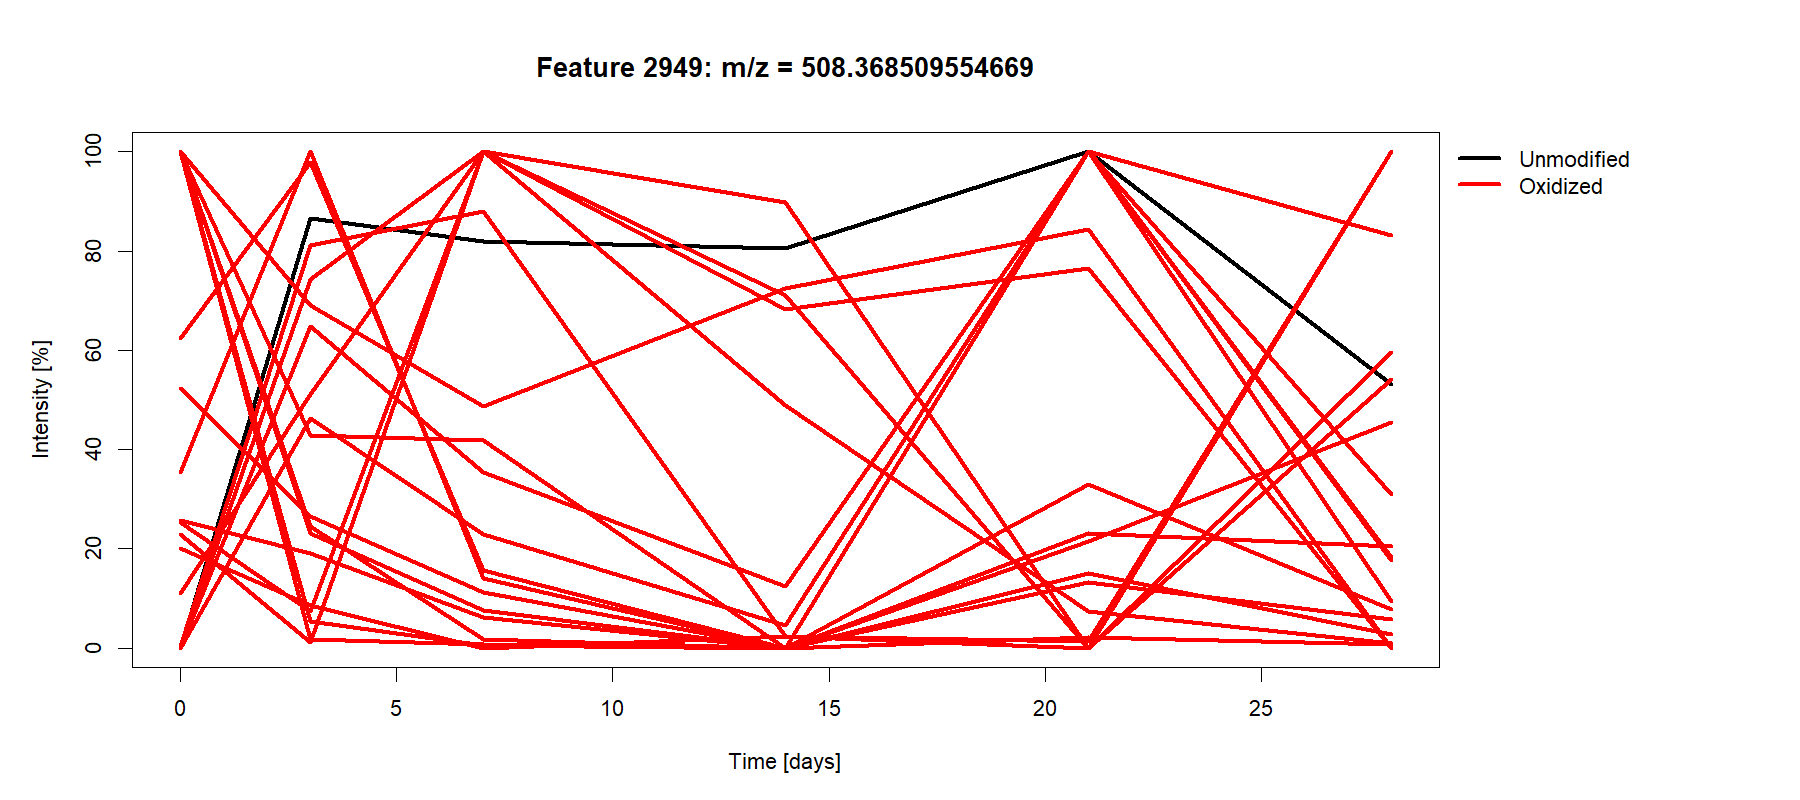 Feature 2949: m/z = 508.368509554669
Unmodified
Oxidized
Intensity [%]
100
80
60
40
20
0
0 5 10 15 20 25
Time [days]